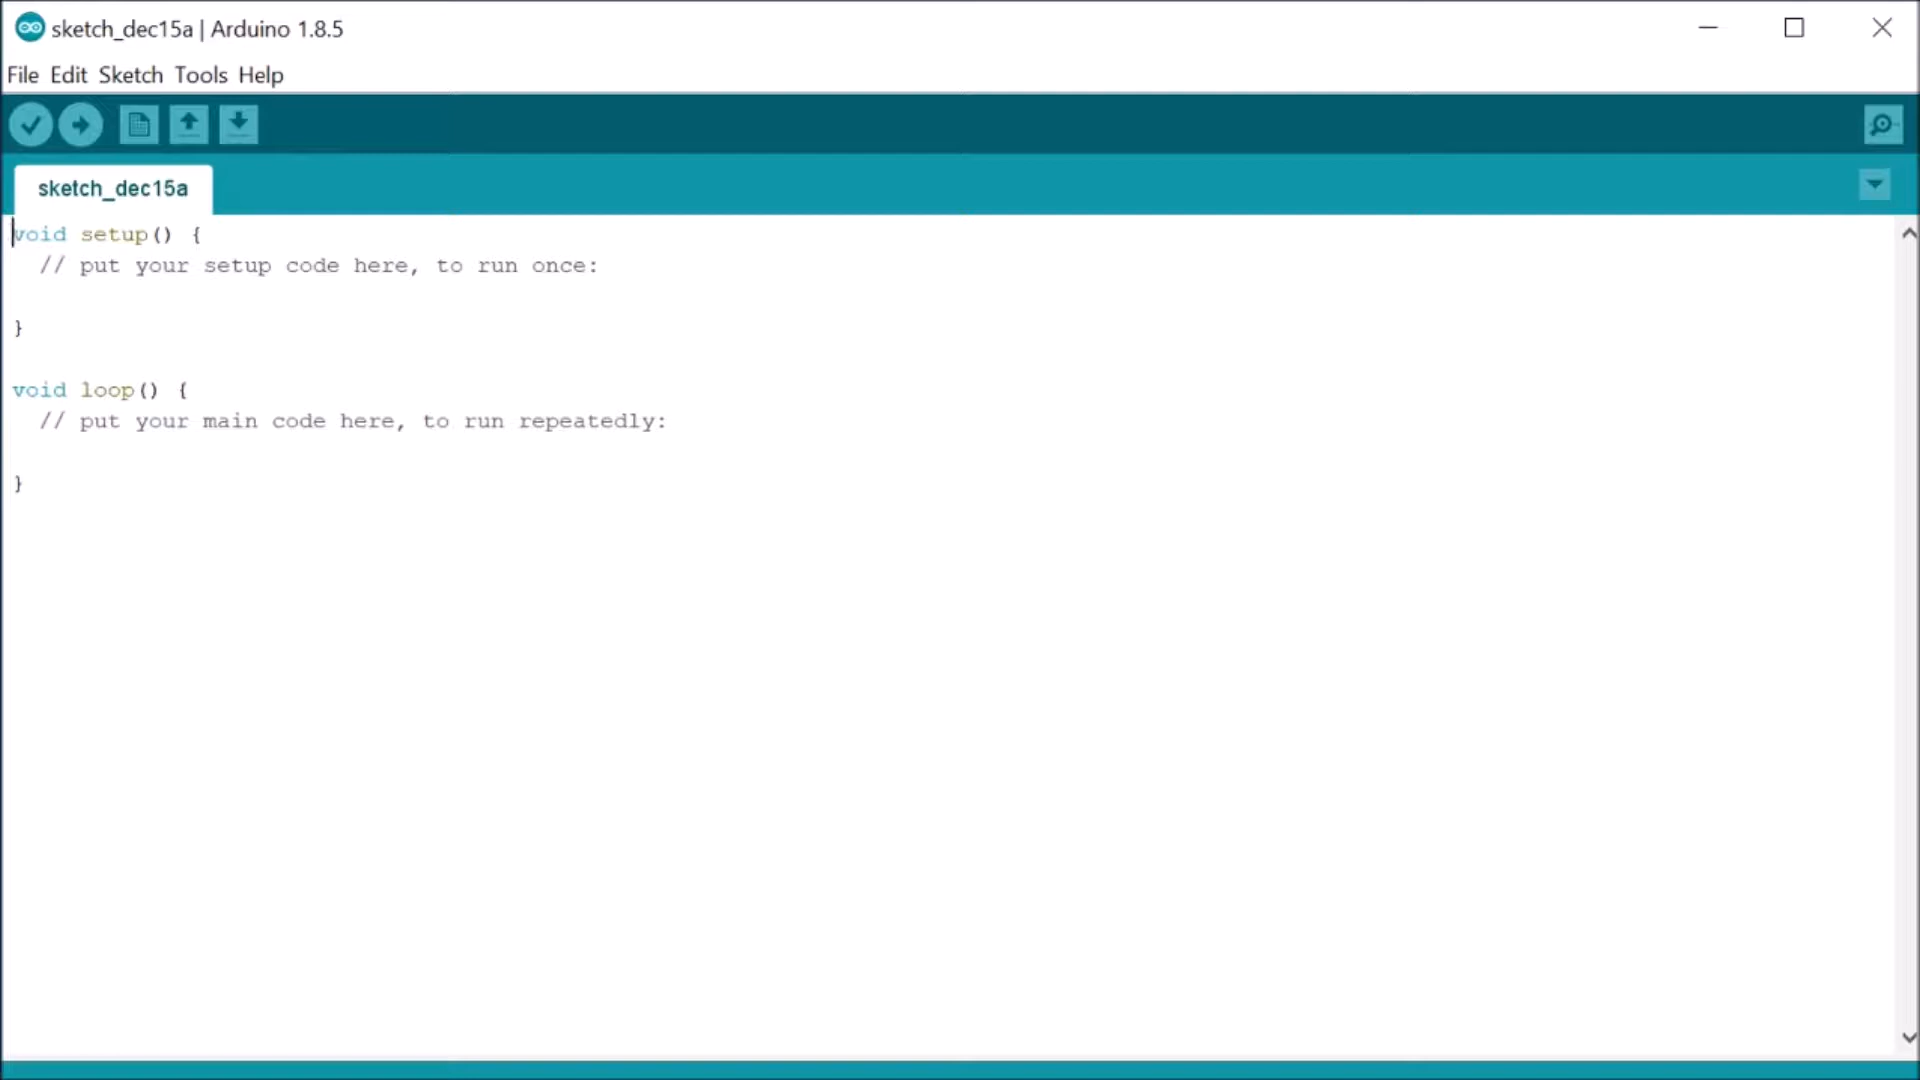 sketch_dec15a | Arduino 1.8.5
File Edit Sketch Tools Help
sketch_dec15a
void setup() {
  // put your setup code here, to run once:
}
void loop() {
  // put your main code here, to run repeatedly:
}